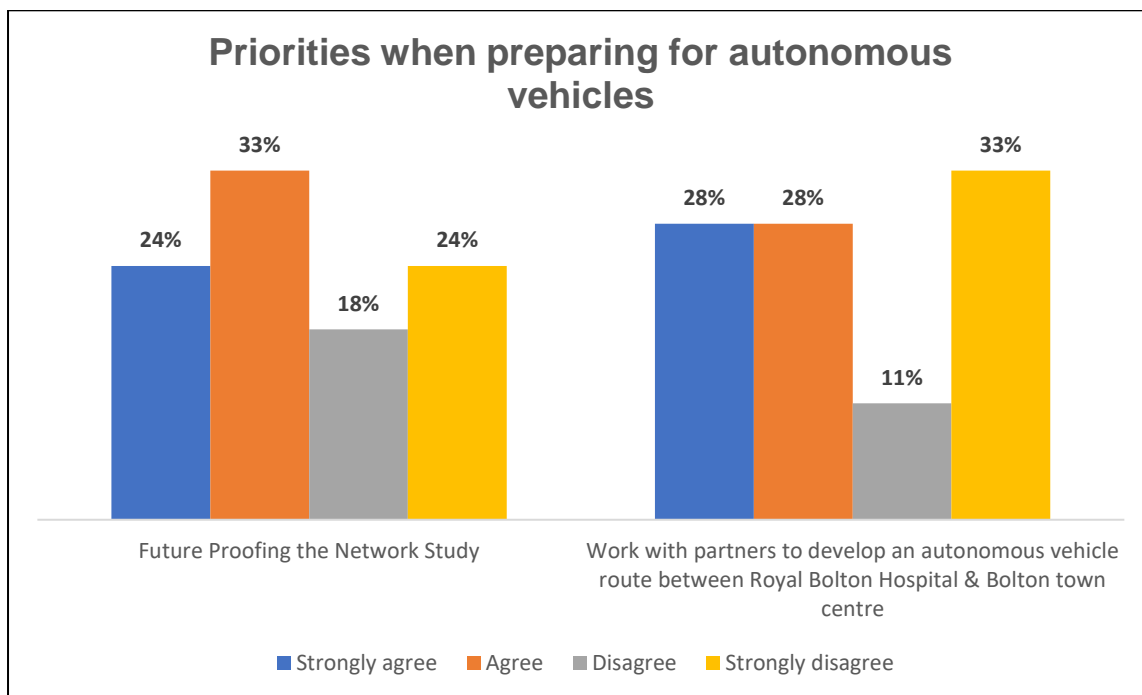 Priorities when preparing for autonomous
vehicles
24%
33%
18%
24%
28%
28%
11%
33%
Future Proofing the Network Study
Work with partners to develop an autonomous vehicle
route between Royal Bolton Hospital & Bolton town
centre
Strongly agree
Agree
Disagree
Strongly disagree